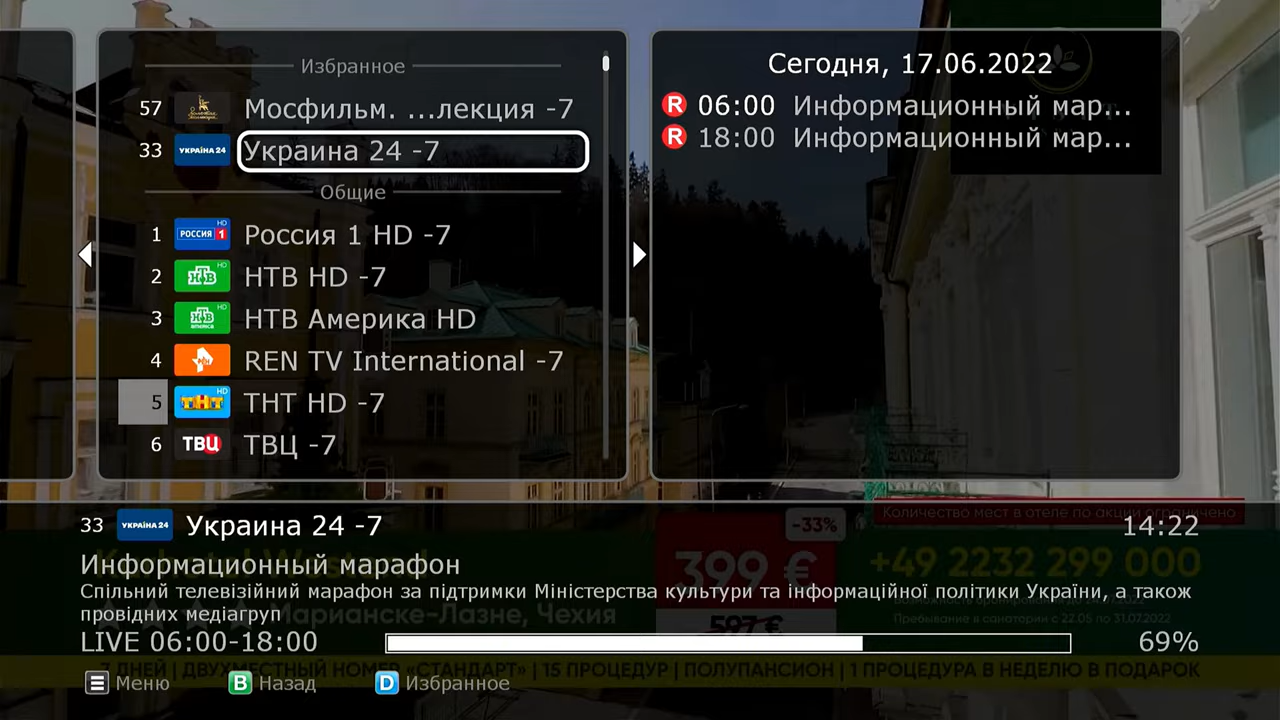 Избранное
57 Мосфильм. ...лекция -7
33 УКРАЇНА 24 Украина 24 -7
Общие
1 РОССИЯ 1 HD Россия 1 HD -7
2 НТВ HD НТВ HD -7
3 НТВ америка HD НТВ Америка HD
4 РЕН REN TV International -7
5 ТНТ HD ТНТ HD -7
6 ТВЦ ТВЦ -7
Сегодня, 17.06.2022
R 06:00 Информационный мар...
R 18:00 Информационный мар...
33 УКРАЇНА 24 Украина 24 -7
14:22
Информационный марафон
Спільний телевізійний марафон за підтримки Міністерства культури та інформаційної політики України, а також
провідних медіагруп
LIVE 06:00-18:00
69%
Меню
B Назад
D Избранное
Количество мест в отеле по акции ограничено
-33%
399 €
597 €
+49 2232 299 000
Пребывание в санатории с 22.05 по 31.07.2022
Марианске-Лазне, Чехия
7 ДНЕЙ | ДВУХМЕСТНЫЙ НОМЕР «СТАНДАРТ» | 15 ПРОЦЕДУР | ПОЛУПАНСИОН | 1 ПРОЦЕДУРА В НЕДЕЛЮ В ПОДАРОК